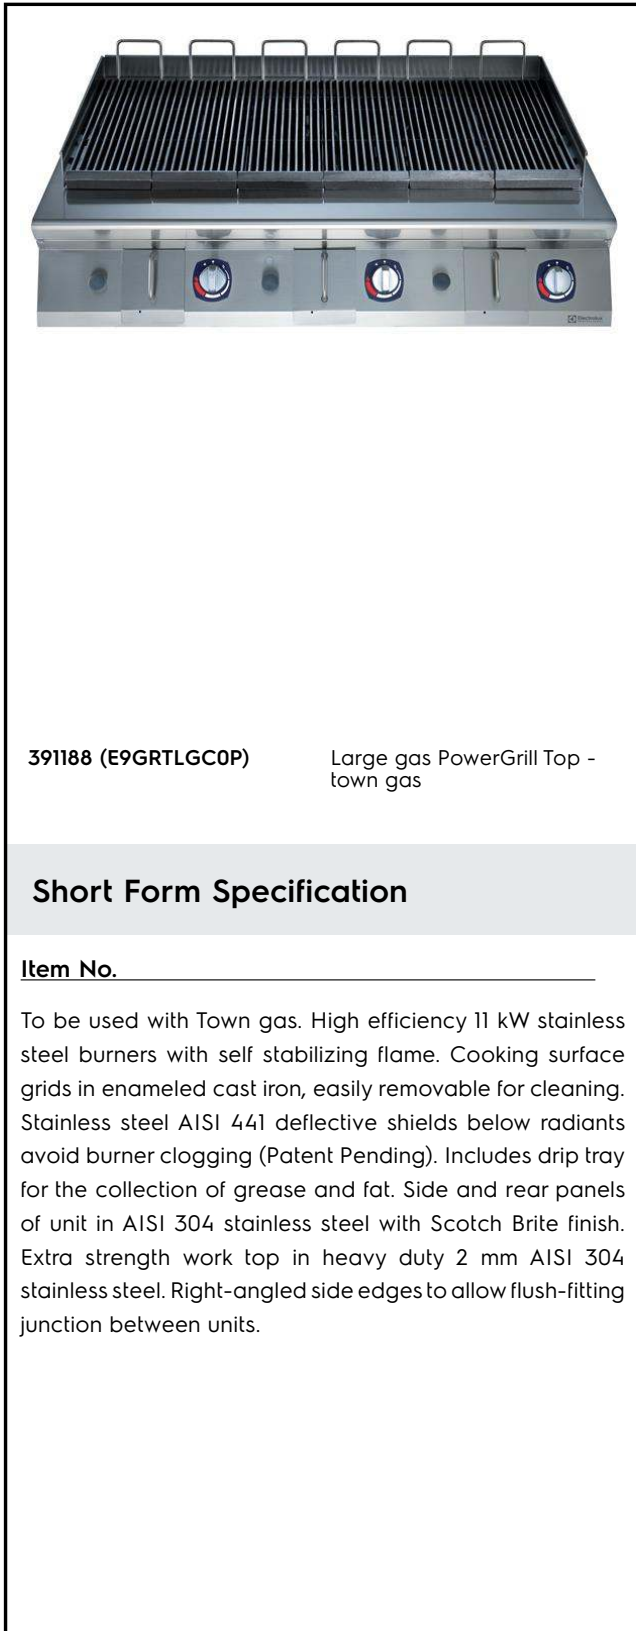 Electrolux
391188 (E9GRTLGC0P)
Large gas PowerGrill Top -
town gas
Short Form Specification
Item No.
To be used with Town gas. High efficiency 11 kW stainless
steel burners with self stabilizing flame. Cooking surface
grids in enameled cast iron, easily removable for cleaning.
Stainless steel AISI 441 deflective shields below radiants
avoid burner clogging (Patent Pending). Includes drip tray
for the collection of grease and fat. Side and rear panels
of unit in AISI 304 stainless steel with Scotch Brite finish.
Extra strength work top in heavy duty 2 mm AISI 304
stainless steel. Right-angled side edges to allow flush-fitting
junction between units.